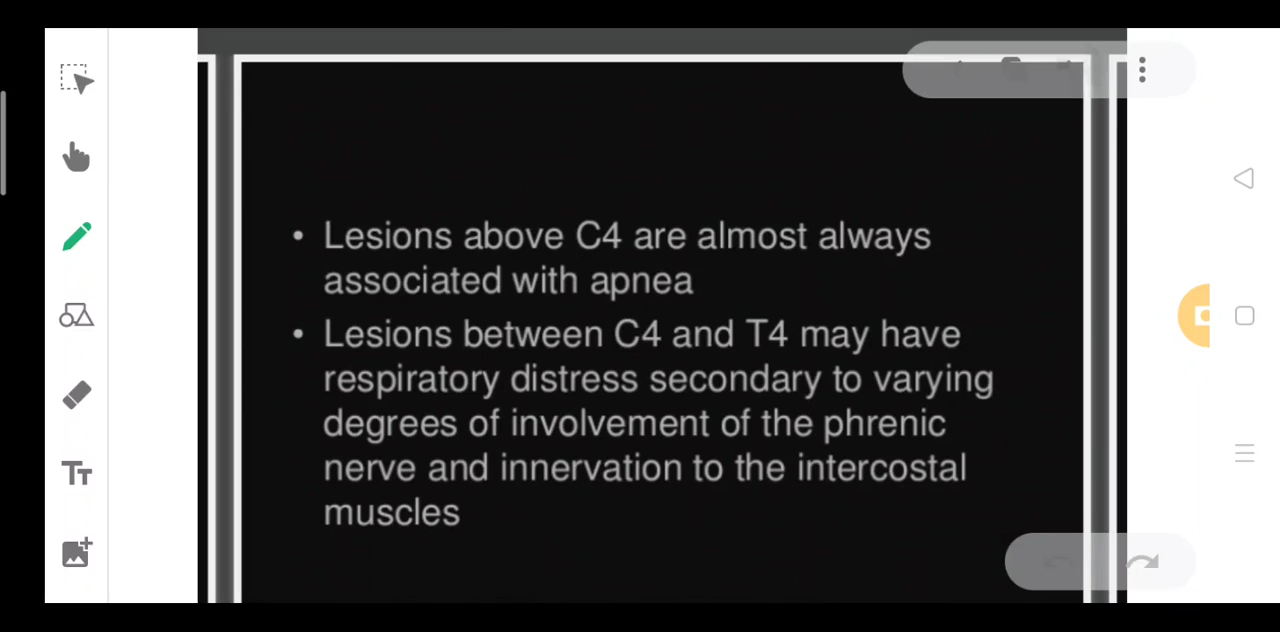 • Lesions above C4 are almost always
associated with apnea
• Lesions between C4 and T4 may have
respiratory distress secondary to varying
degrees of involvement of the phrenic
nerve and innervation to the intercostal
muscles
TT